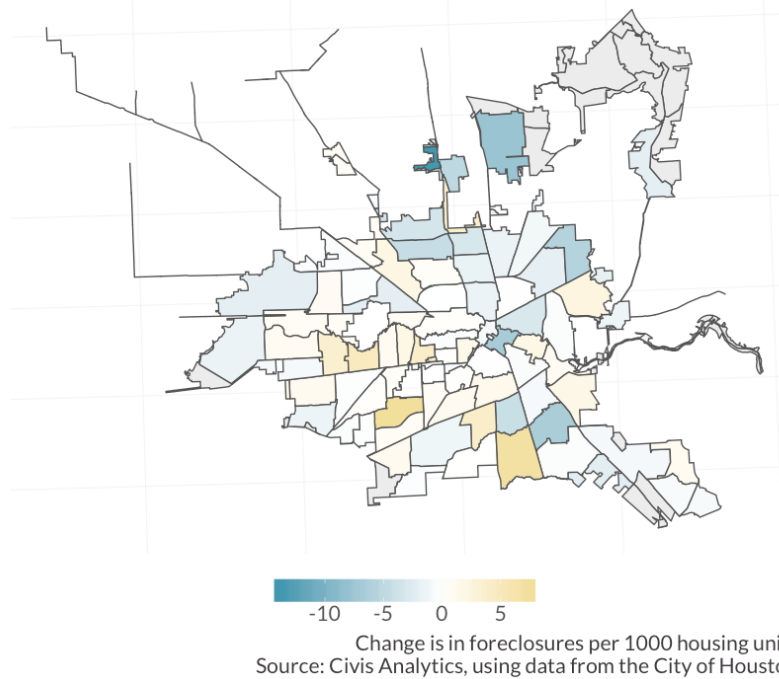 -10 -5 0 5
Change is in foreclosures per 1000 housing uni
Source: Civis Analytics, using data from the City of Housto